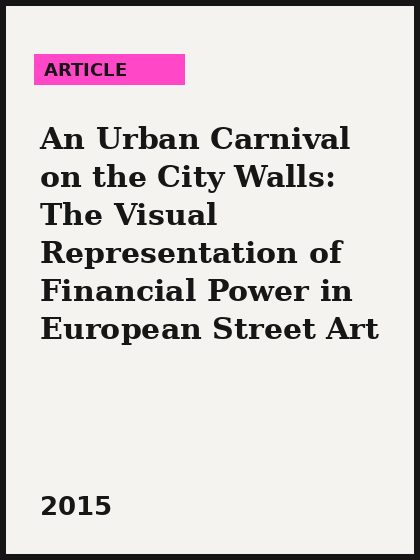 ARTICLE
An Urban Carnival
on the City Walls:
The Visual
Representation of
Financial Power in
European Street Art
2015